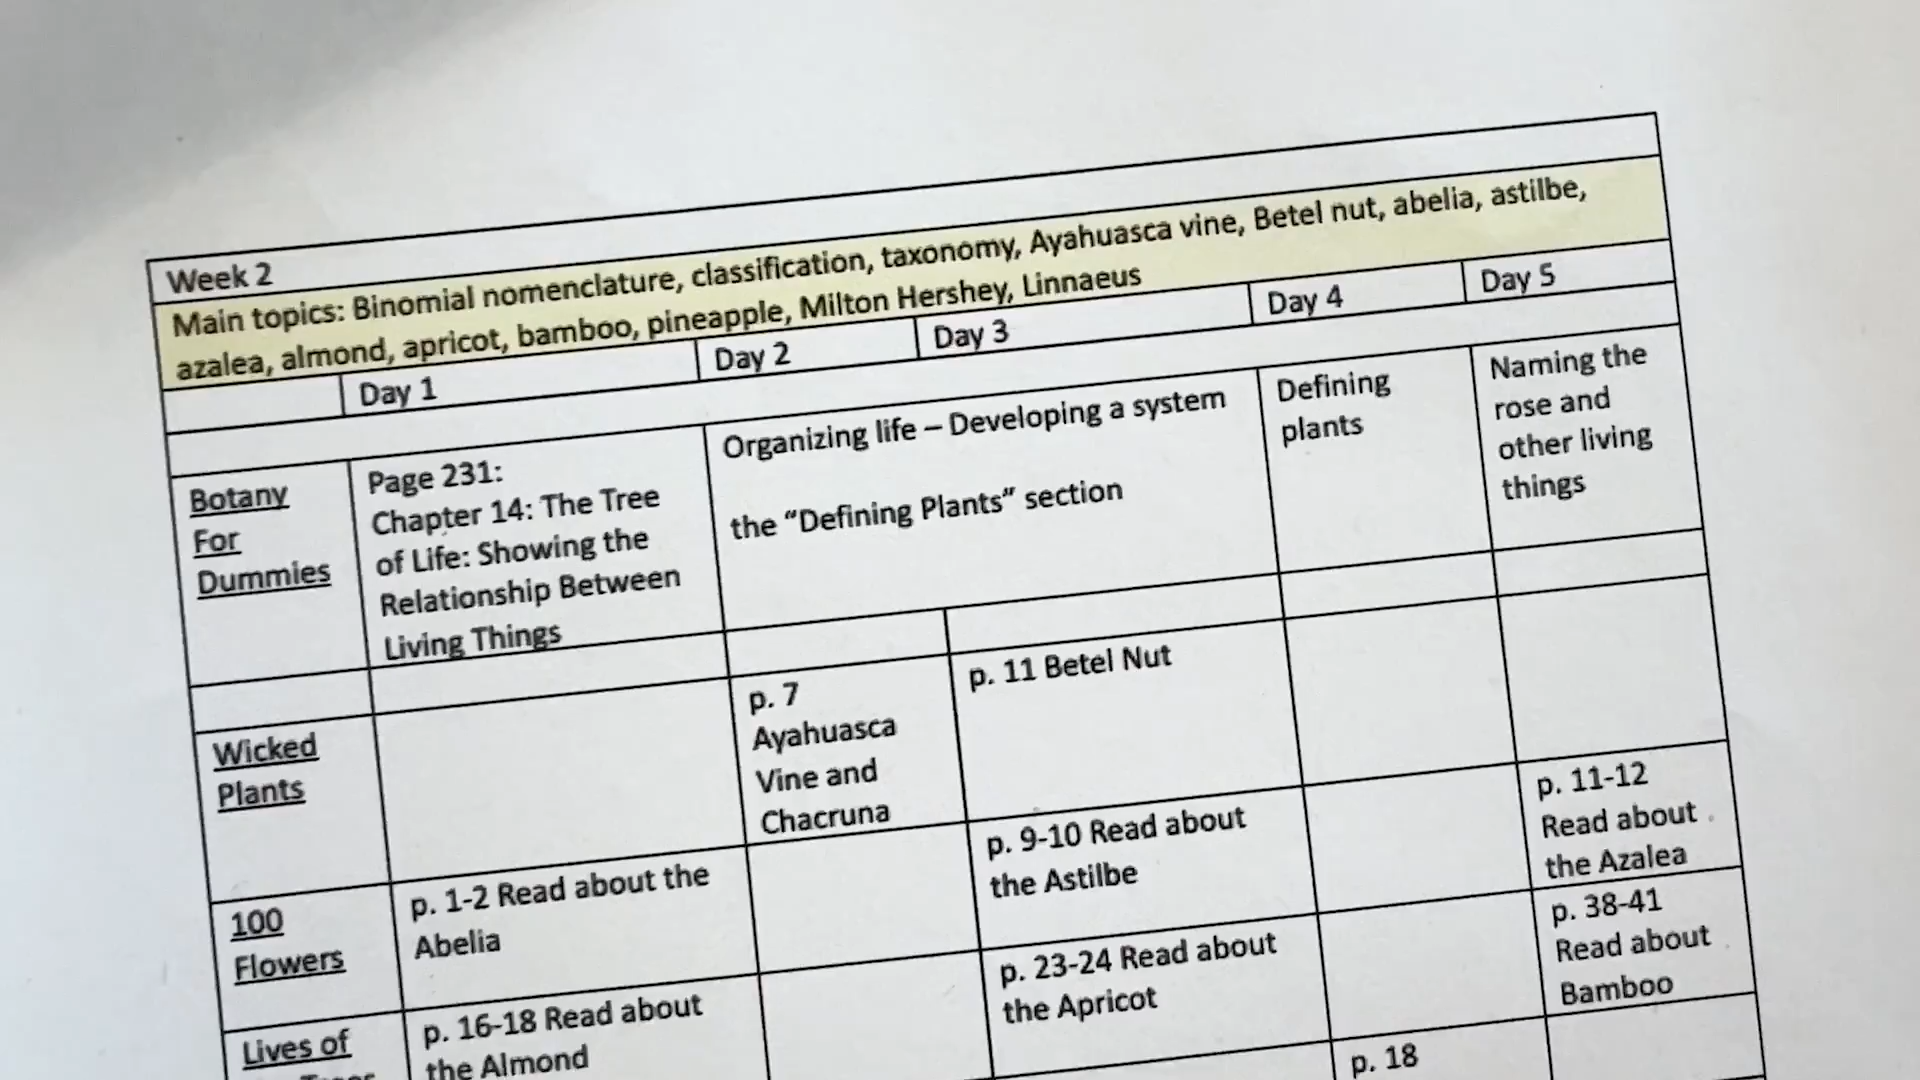 Week 2
Main topics: Binomial nomenclature, classification, taxonomy, Ayahuasca vine, Betel nut, abelia, astilbe,
azalea, almond, apricot, bamboo, pineapple, Milton Hershey, Linnaeus
Day 1
Day 2
Day 3
Day 4
Day 5
Botany
For
Dummies
Page 231:
Chapter 14: The Tree
of Life: Showing the
Relationship Between
Living Things
Organizing life – Developing a system
the “Defining Plants” section
Defining
plants
Naming the
rose and
other living
things
Wicked
Plants
p. 7
Ayahuasca
Vine and
Chacruna
p. 11 Betel Nut
100
Flowers
p. 1-2 Read about the
Abelia
p. 9-10 Read about
the Astilbe
p. 11-12
Read about
the Azalea
Lives of
p. 16-18 Read about
the Almond
p. 23-24 Read about
the Apricot
p. 38-41
Read about
Bamboo
p. 18